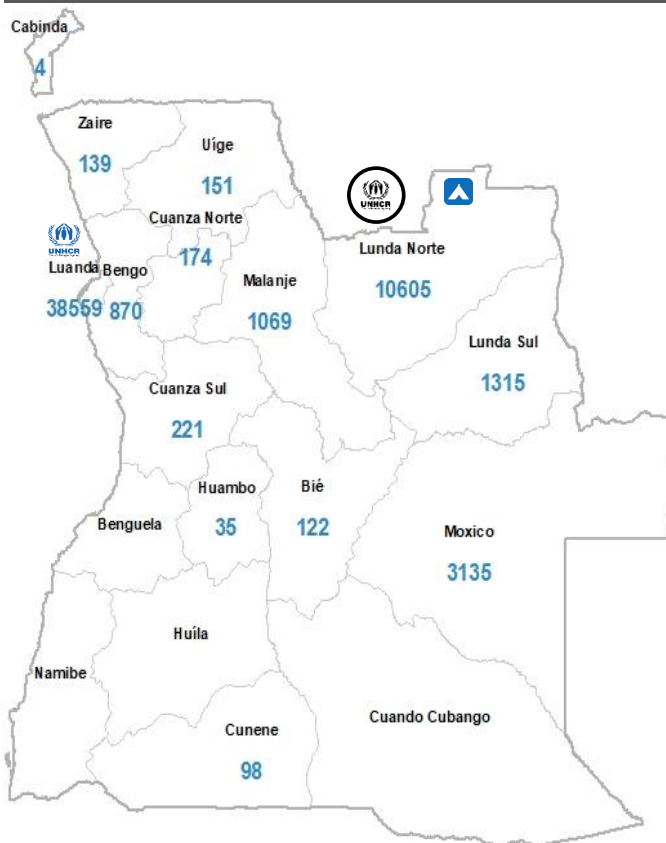 Cabinda
4
Zaire
139
Uíge
151
UNHCR
Cuanza Norte
174
UNHCR
Luanda
38559
Bengo
870
Malanje
1069
Lunda Norte
10605
Lunda Sul
1315
Cuanza Sul
221
Huambo
35
Bié
122
Benguela
Moxico
3135
Huíla
Namibe
Cuando Cubango
Cunene
98